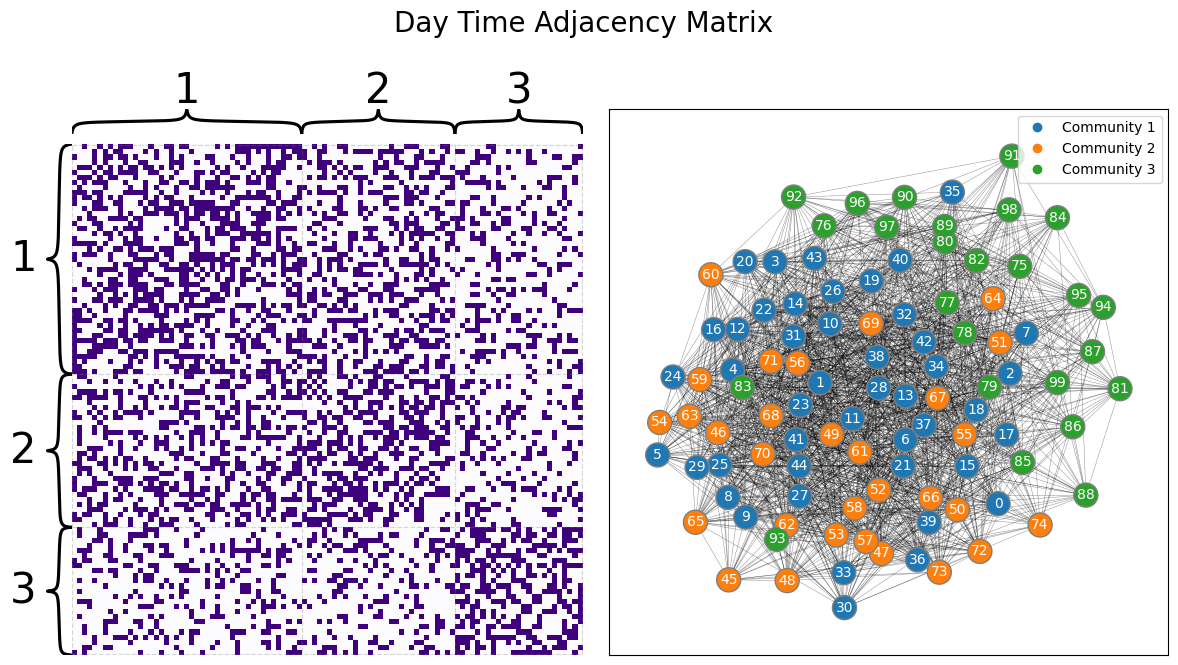 Day Time Adjacency Matrix
1 2 3
1
2
3
Community 1
Community 2
Community 3
91
92 96 90 35
76 97 89 98 84
80
20 3 43 40 82 75
60 26 19 64 95
22 14 77 94
16 12 31 10 69 32 78 51 7
71 56 38 42 87
24 59 4 34 2
83 1 28 79 99 81
54 63 23 13 67
68 11 18 86
46 41 49 37 55 17
5 70 61 6
29 25 44 21 15 85
8 27 52 66 88
65 9 58 50 0
62 39 74
93 53 57 47
45 48 33 36 73 72
30